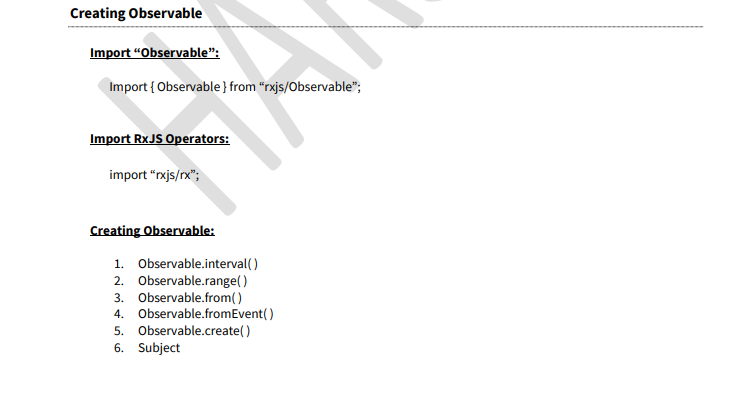 Creating Observable
Import “Observable”:
Import { Observable } from “rxjs/Observable”;
Import RxJS Operators:
import “rxjs/rx”;
Creating Observable:
1. Observable.interval( )
2. Observable.range( )
3. Observable.from( )
4. Observable.fromEvent( )
5. Observable.create( )
6. Subject